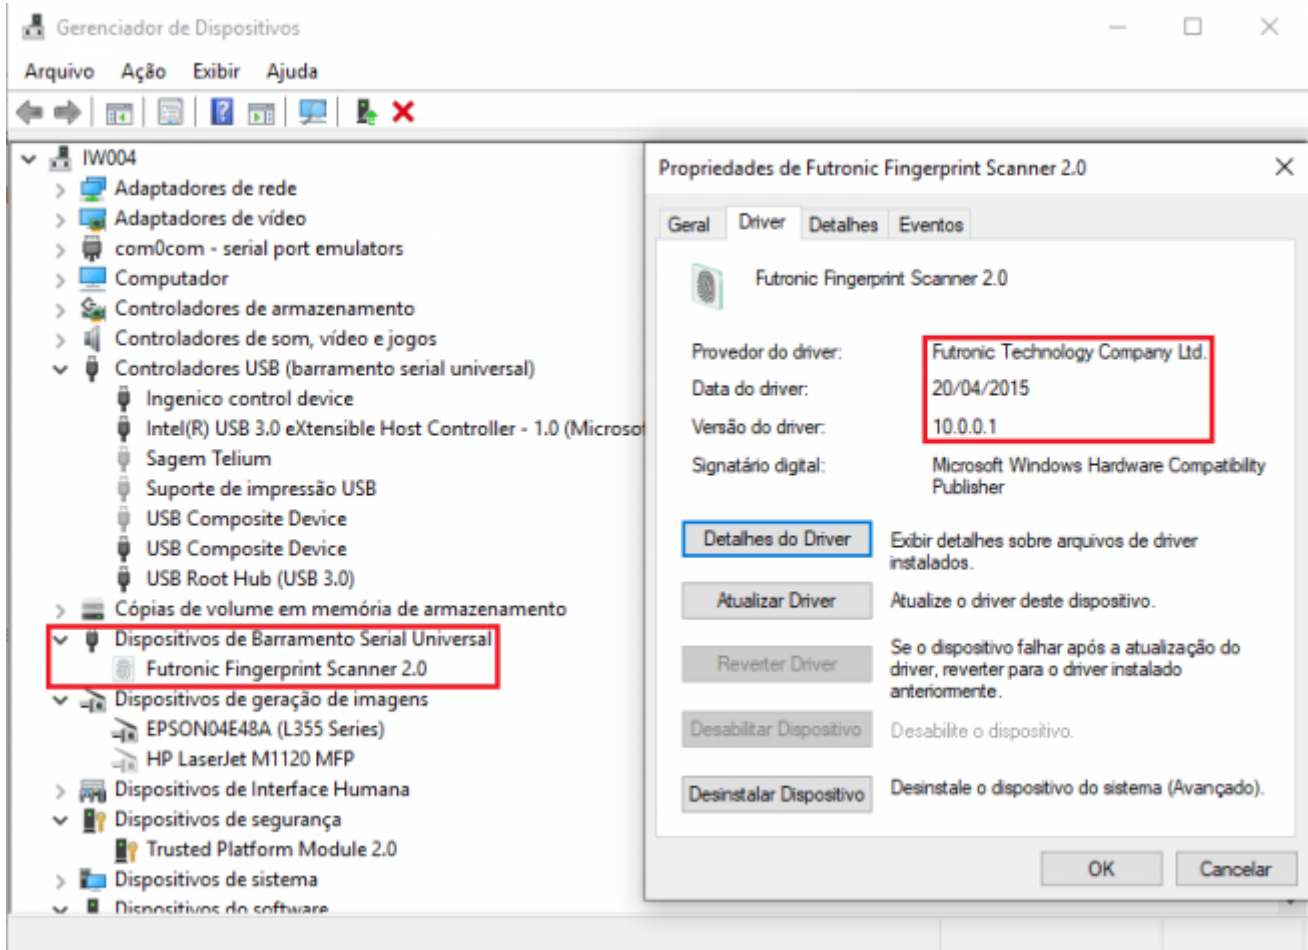 Gerenciador de Dispositivos
Arquivo Ação Exibir Ajuda
IW004
Adaptadores de rede
Adaptadores de vídeo
com0com - serial port emulators
Computador
Controladores de armazenamento
Controladores de som, vídeo e jogos
Controladores USB (barramento serial universal)
Ingenico control device
Intel(R) USB 3.0 eXtensible Host Controller - 1.0 (Microsof
Sagem Telium
Suporte de impressão USB
USB Composite Device
USB Composite Device
USB Root Hub (USB 3.0)
Cópias de volume em memória de armazenamento
Dispositivos de Barramento Serial Universal
Futronic Fingerprint Scanner 2.0
Dispositivos de geração de imagens
EPSON04E48A (L355 Series)
HP LaserJet M1120 MFP
Dispositivos de Interface Humana
Dispositivos de segurança
Trusted Platform Module 2.0
Dispositivos de sistema
Dispositivos do software
Propriedades de Futronic Fingerprint Scanner 2.0
Geral Driver Detalhes Eventos
Futronic Fingerprint Scanner 2.0
Provedor do driver: Futronic Technology Company Ltd.
Data do driver: 20/04/2015
Versão do driver: 10.0.0.1
Signatário digital: Microsoft Windows Hardware Compatibility
Publisher
Detalhes do Driver Exibir detalhes sobre arquivos de driver
instalados.
Atualizar Driver Atualize o driver deste dispositivo.
Reverter Driver Se o dispositivo falhar após a atualização do
driver, reverter para o driver instalado
anteriormente.
Desabilitar Dispositivo Desabilite o dispositivo.
Desinstalar Dispositivo Desinstale o dispositivo do sistema (Avançado).
OK Cancelar